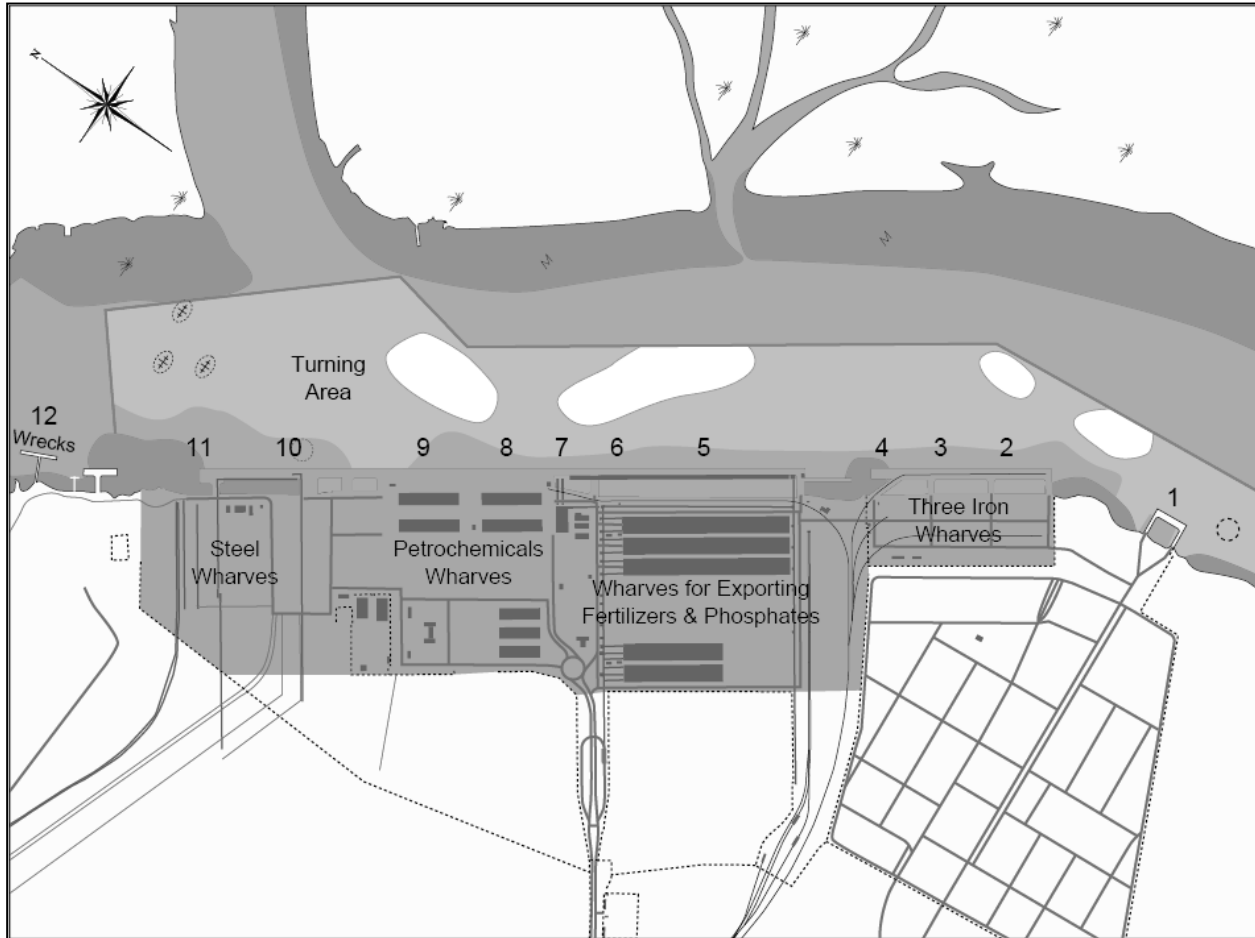 N
M
M
Turning
Area
12
Wrecks
11
10
9
8
7
6
5
4
3
2
1
Three Iron
Wharves
Steel
Wharves
Petrochemicals
Wharves
Wharves for Exporting
Fertilizers & Phosphates